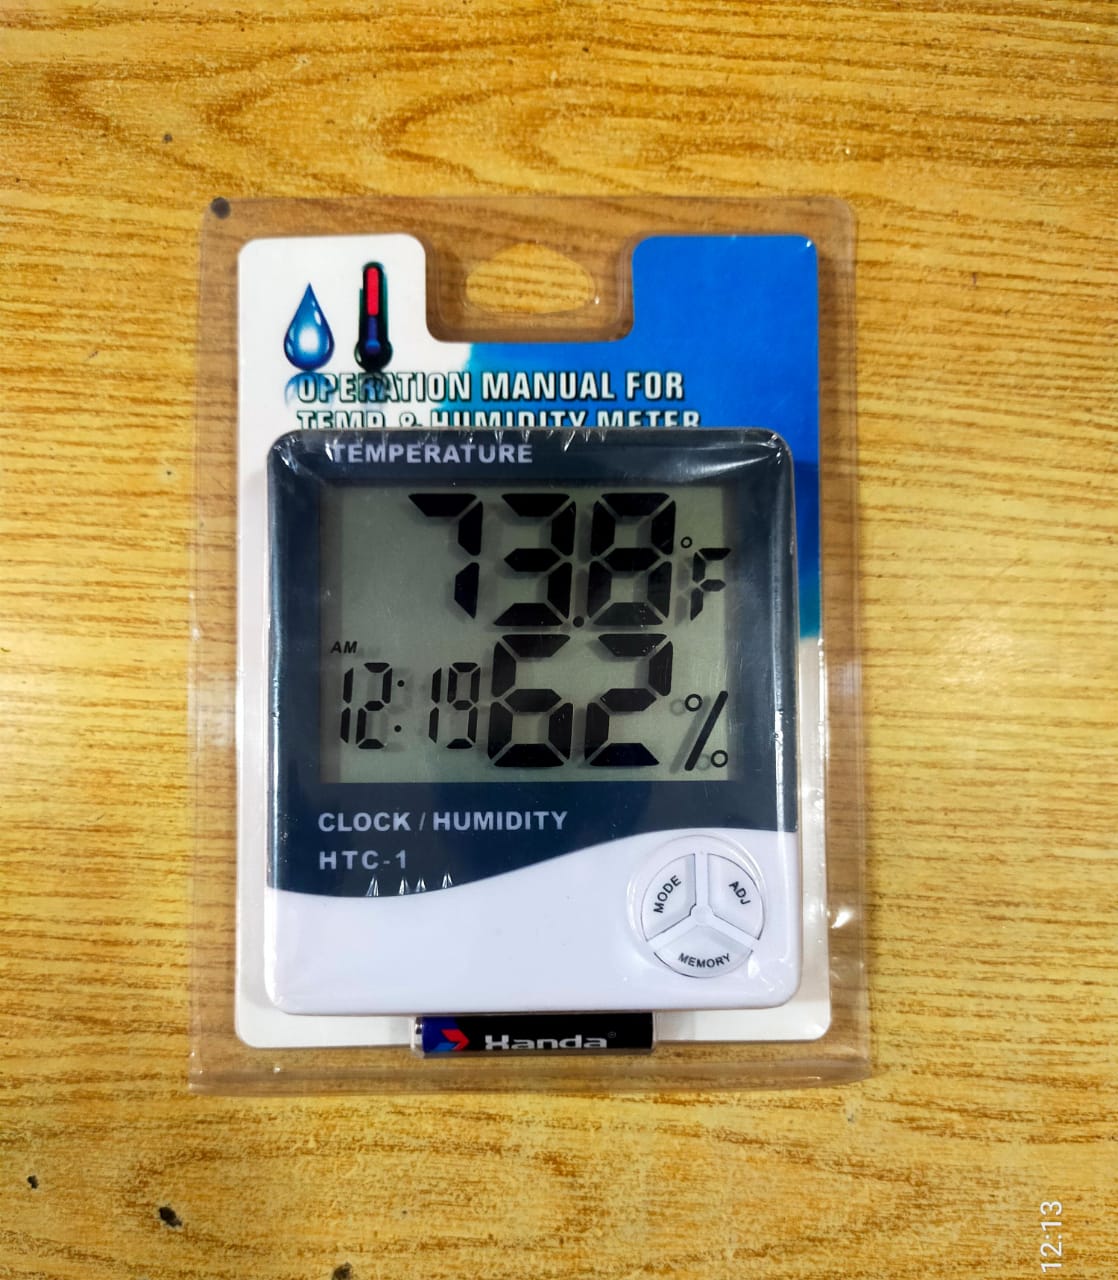 OPERATION MANUAL FOR
TEMP. & HUMIDITY METER
TEMPERATURE
73.8°F
AM
12:19 62%
CLOCK / HUMIDITY
HTC-1
MODE
ADJ
MEMORY
Handa
12:13